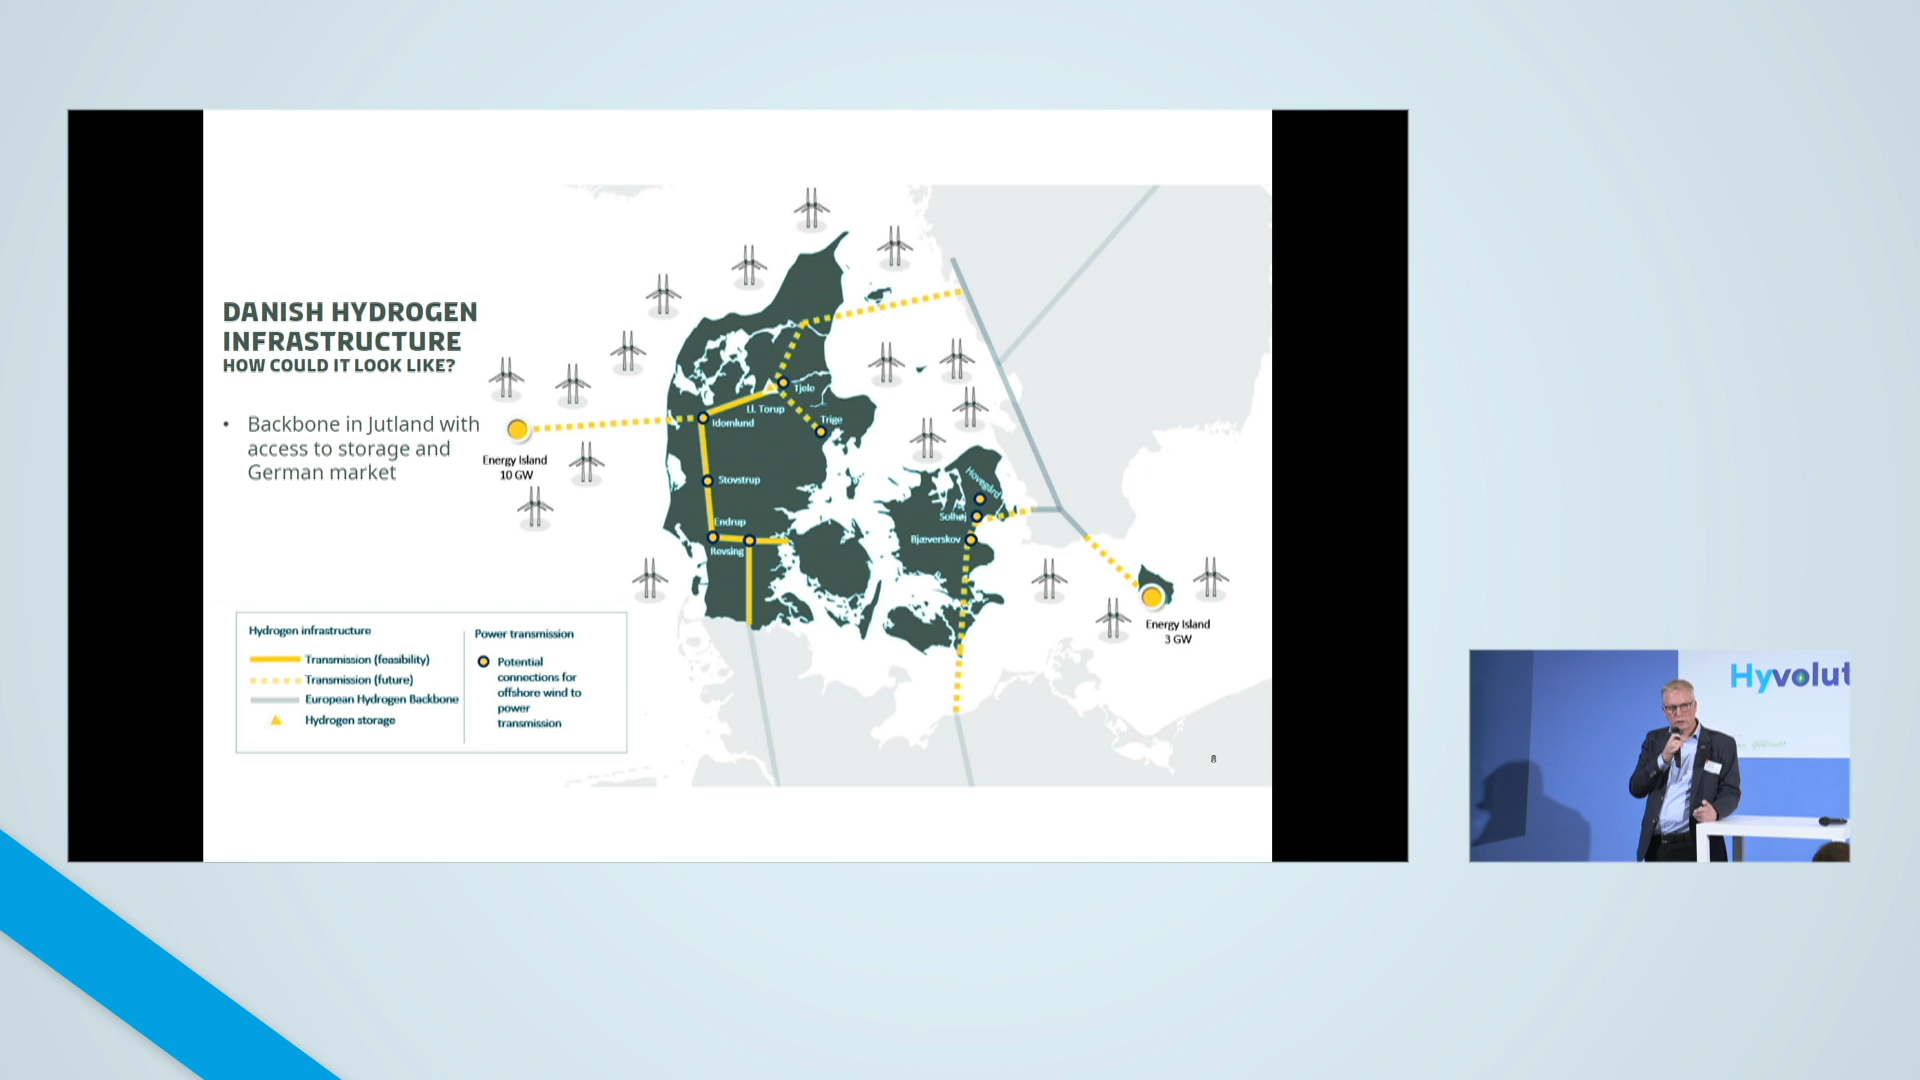 DANISH HYDROGEN
INFRASTRUCTURE
HOW COULD IT LOOK LIKE?
• Backbone in Jutland with
access to storage and
German market
Energy Island
10 GW
Tjele
Ll. Torup
Idomlund
Trige
Stovstrup
Endrup
Revsing
Hovegård
Solhøj
Bjæverskov
Energy Island
3 GW
Hydrogen infrastructure
Transmission (feasibility)
Transmission (future)
European Hydrogen Backbone
Hydrogen storage
Power transmission
Potential
connections for
offshore wind to
power
transmission
8
Hyvolut